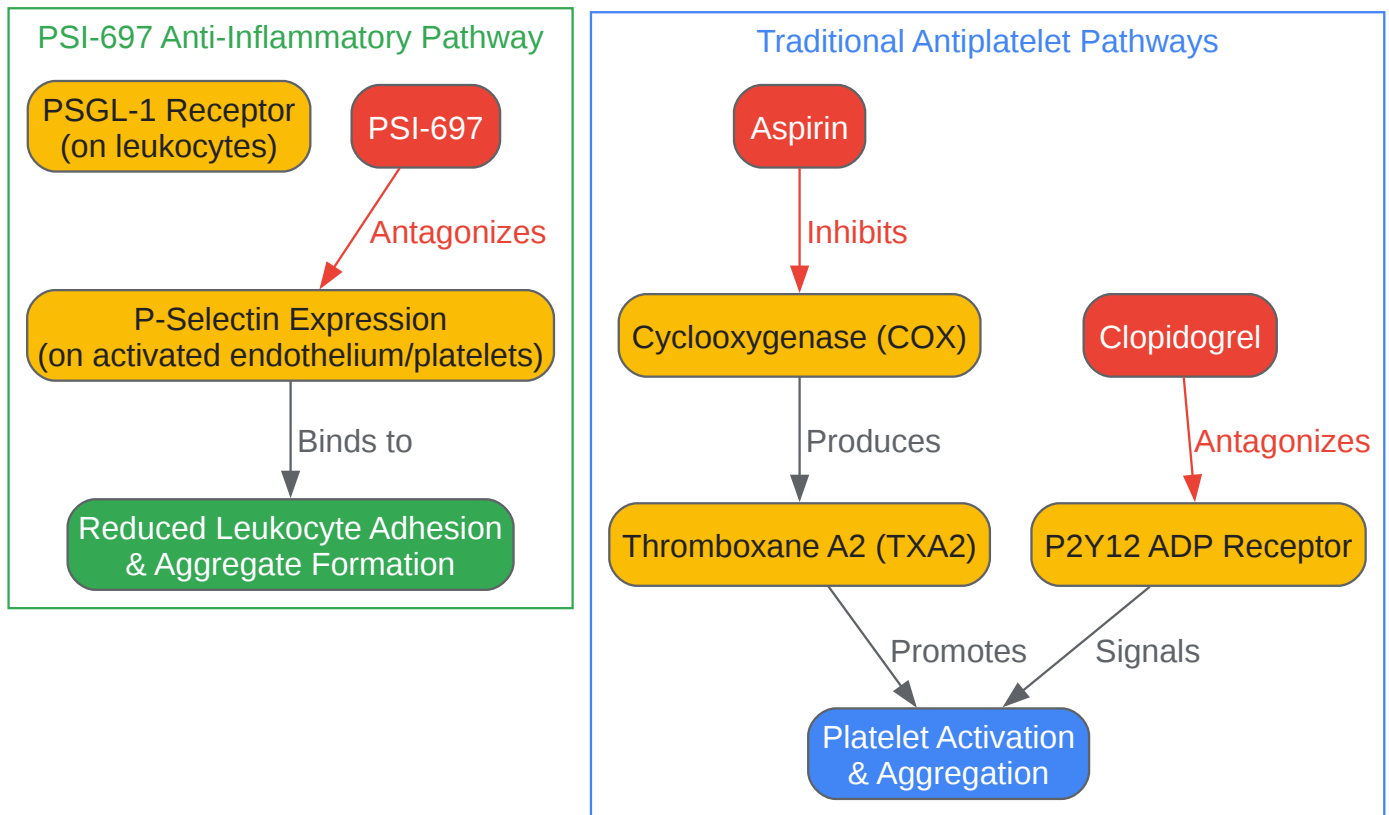 PSI-697 Anti-Inflammatory Pathway
PSGL-1 Receptor
(on leukocytes)
PSI-697
Antagonizes
P-Selectin Expression
(on activated endothelium/platelets)
Binds to
Reduced Leukocyte Adhesion
& Aggregate Formation
Traditional Antiplatelet Pathways
Aspirin
Inhibits
Cyclooxygenase (COX)
Clopidogrel
Produces
Antagonizes
Thromboxane A2 (TXA2)
P2Y12 ADP Receptor
Promotes
Signals
Platelet Activation
& Aggregation